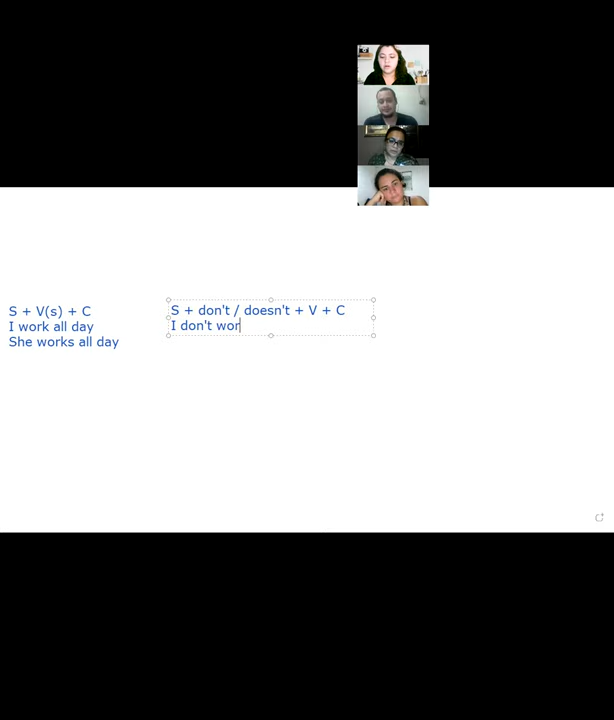 S + V(s) + C
I work all day
She works all day
S + don't / doesn't + V + C
I don't wor